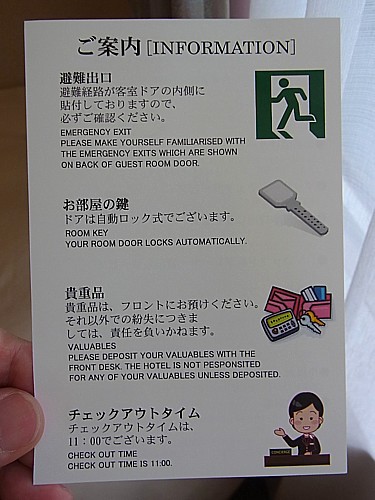 ご案内［INFORMATION］
避難出口
避難経路が客室ドアの内側に
貼付しておりますので、
必ずご確認ください。
EMERGENCY EXIT
PLEASE MAKE YOURSELF FAMILIARISED WITH
THE EMERGENCY EXITS WHICH ARE SHOWN
ON BACK OF GUEST ROOM DOOR.
お部屋の鍵
ドアは自動ロック式でございます。
ROOM KEY
YOUR ROOM DOOR LOCKS AUTOMATICALLY.
貴重品
貴重品は、フロントにお預けください。
それ以外での紛失につきま
しては、責任を負いかねます。
VALUABLES
PLEASE DEPOSIT YOUR VALUABLES WITH THE
FRONT DESK. THE HOTEL IS NOT PESPONSITED
FOR ANY OF YOUR VALUABLES UNLESS DEPOSITED.
チェックアウトタイム
チェックアウトタイムは、
11：00でございます。
CHECK OUT TIME
CHECK OUT TIME IS 11:00.